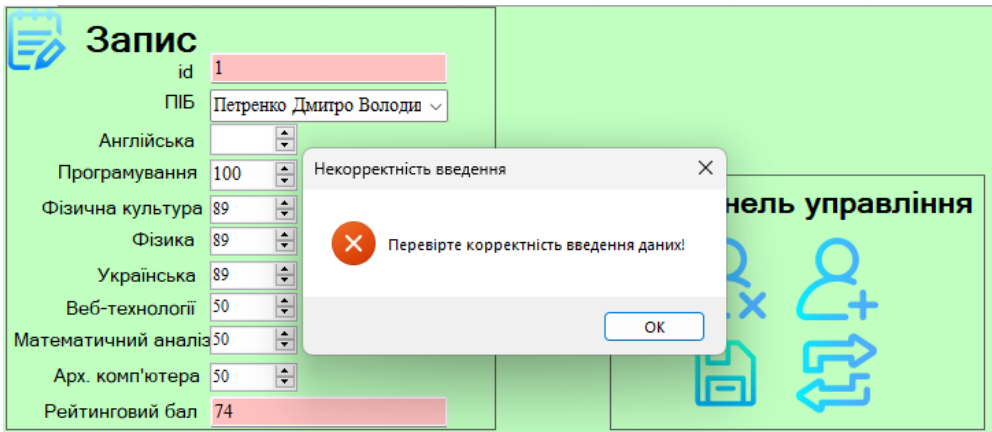 Запис
id 1
ПІБ Петренко Дмитро Володи
Англійська
Програмування 100
Фізична культура 89
Фізика 89
Українська 89
Веб-технології 50
Математичний аналіз 50
Арх. комп'ютера 50
Рейтинговий бал 74
Некорректність введення
Перевірте корректність введення даних!
OK
нель управління